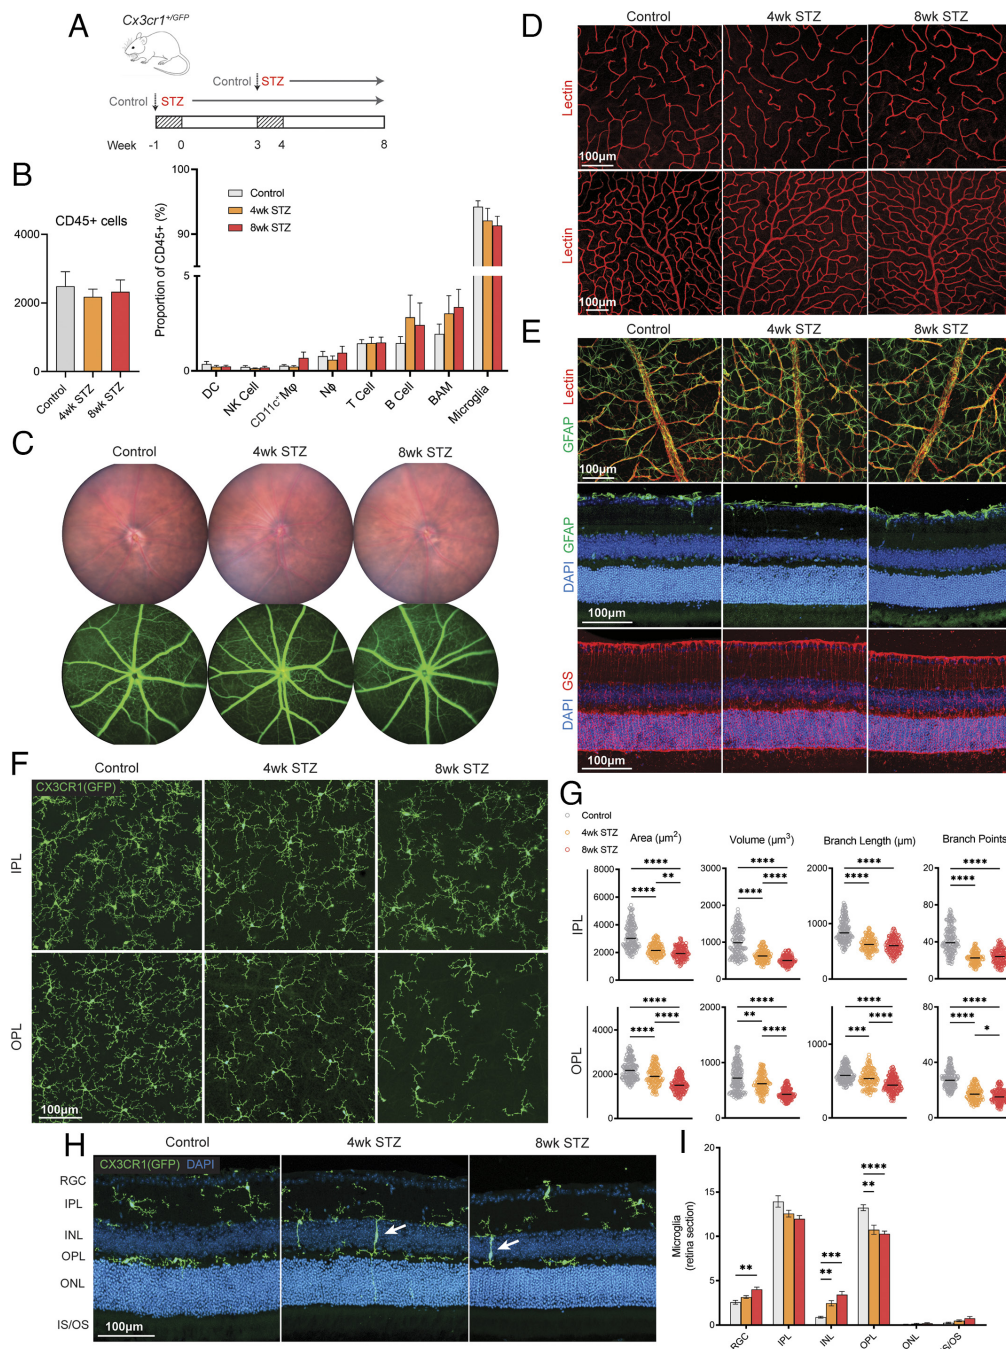 A
Cx3cr1+/GFP
Control STZ
Control STZ
Week -1 0 3 4 8
B
CD45+ cells
4000
2000
0
Control
4wk STZ
8wk STZ
Proportion of CD45+ (%)
100
90
5
0
Control
4wk STZ
8wk STZ
DC
NK Cell
CD11c+ Mφ
Nϕ
T Cell
B Cell
BAM
Microglia
C
Control 4wk STZ 8wk STZ
D
Control 4wk STZ 8wk STZ
Lectin
100μm
Lectin
100μm
E
Control 4wk STZ 8wk STZ
GFAP Lectin
100μm
DAPI GFAP
100μm
DAPI GS
100μm
F
Control 4wk STZ 8wk STZ
CX3CR1(GFP)
IPL
OPL
100μm
G
Control
4wk STZ
8wk STZ
Area (μm²) Volume (μm³) Branch Length (μm) Branch Points
IPL
8000
6000
4000
2000
0
**** ** ****
3000
2000
1000
0
**** **** ****
2000
1000
0
**** ****
20
80
40
0
**** ****
OPL
4000
2000
0
**** **** ****
2000
1000
0
**** ** ****
2000
1000
0
**** *** ****
80
40
0
**** **** *
H
Control 4wk STZ 8wk STZ
CX3CR1(GFP) DAPI
RGC
IPL
INL
OPL
ONL
IS/OS
100μm
I
Microglia
(retina section)
20
15
10
5
0
**
***
**
****
**
RGC
IPL
INL
OPL
ONL
IS/OS